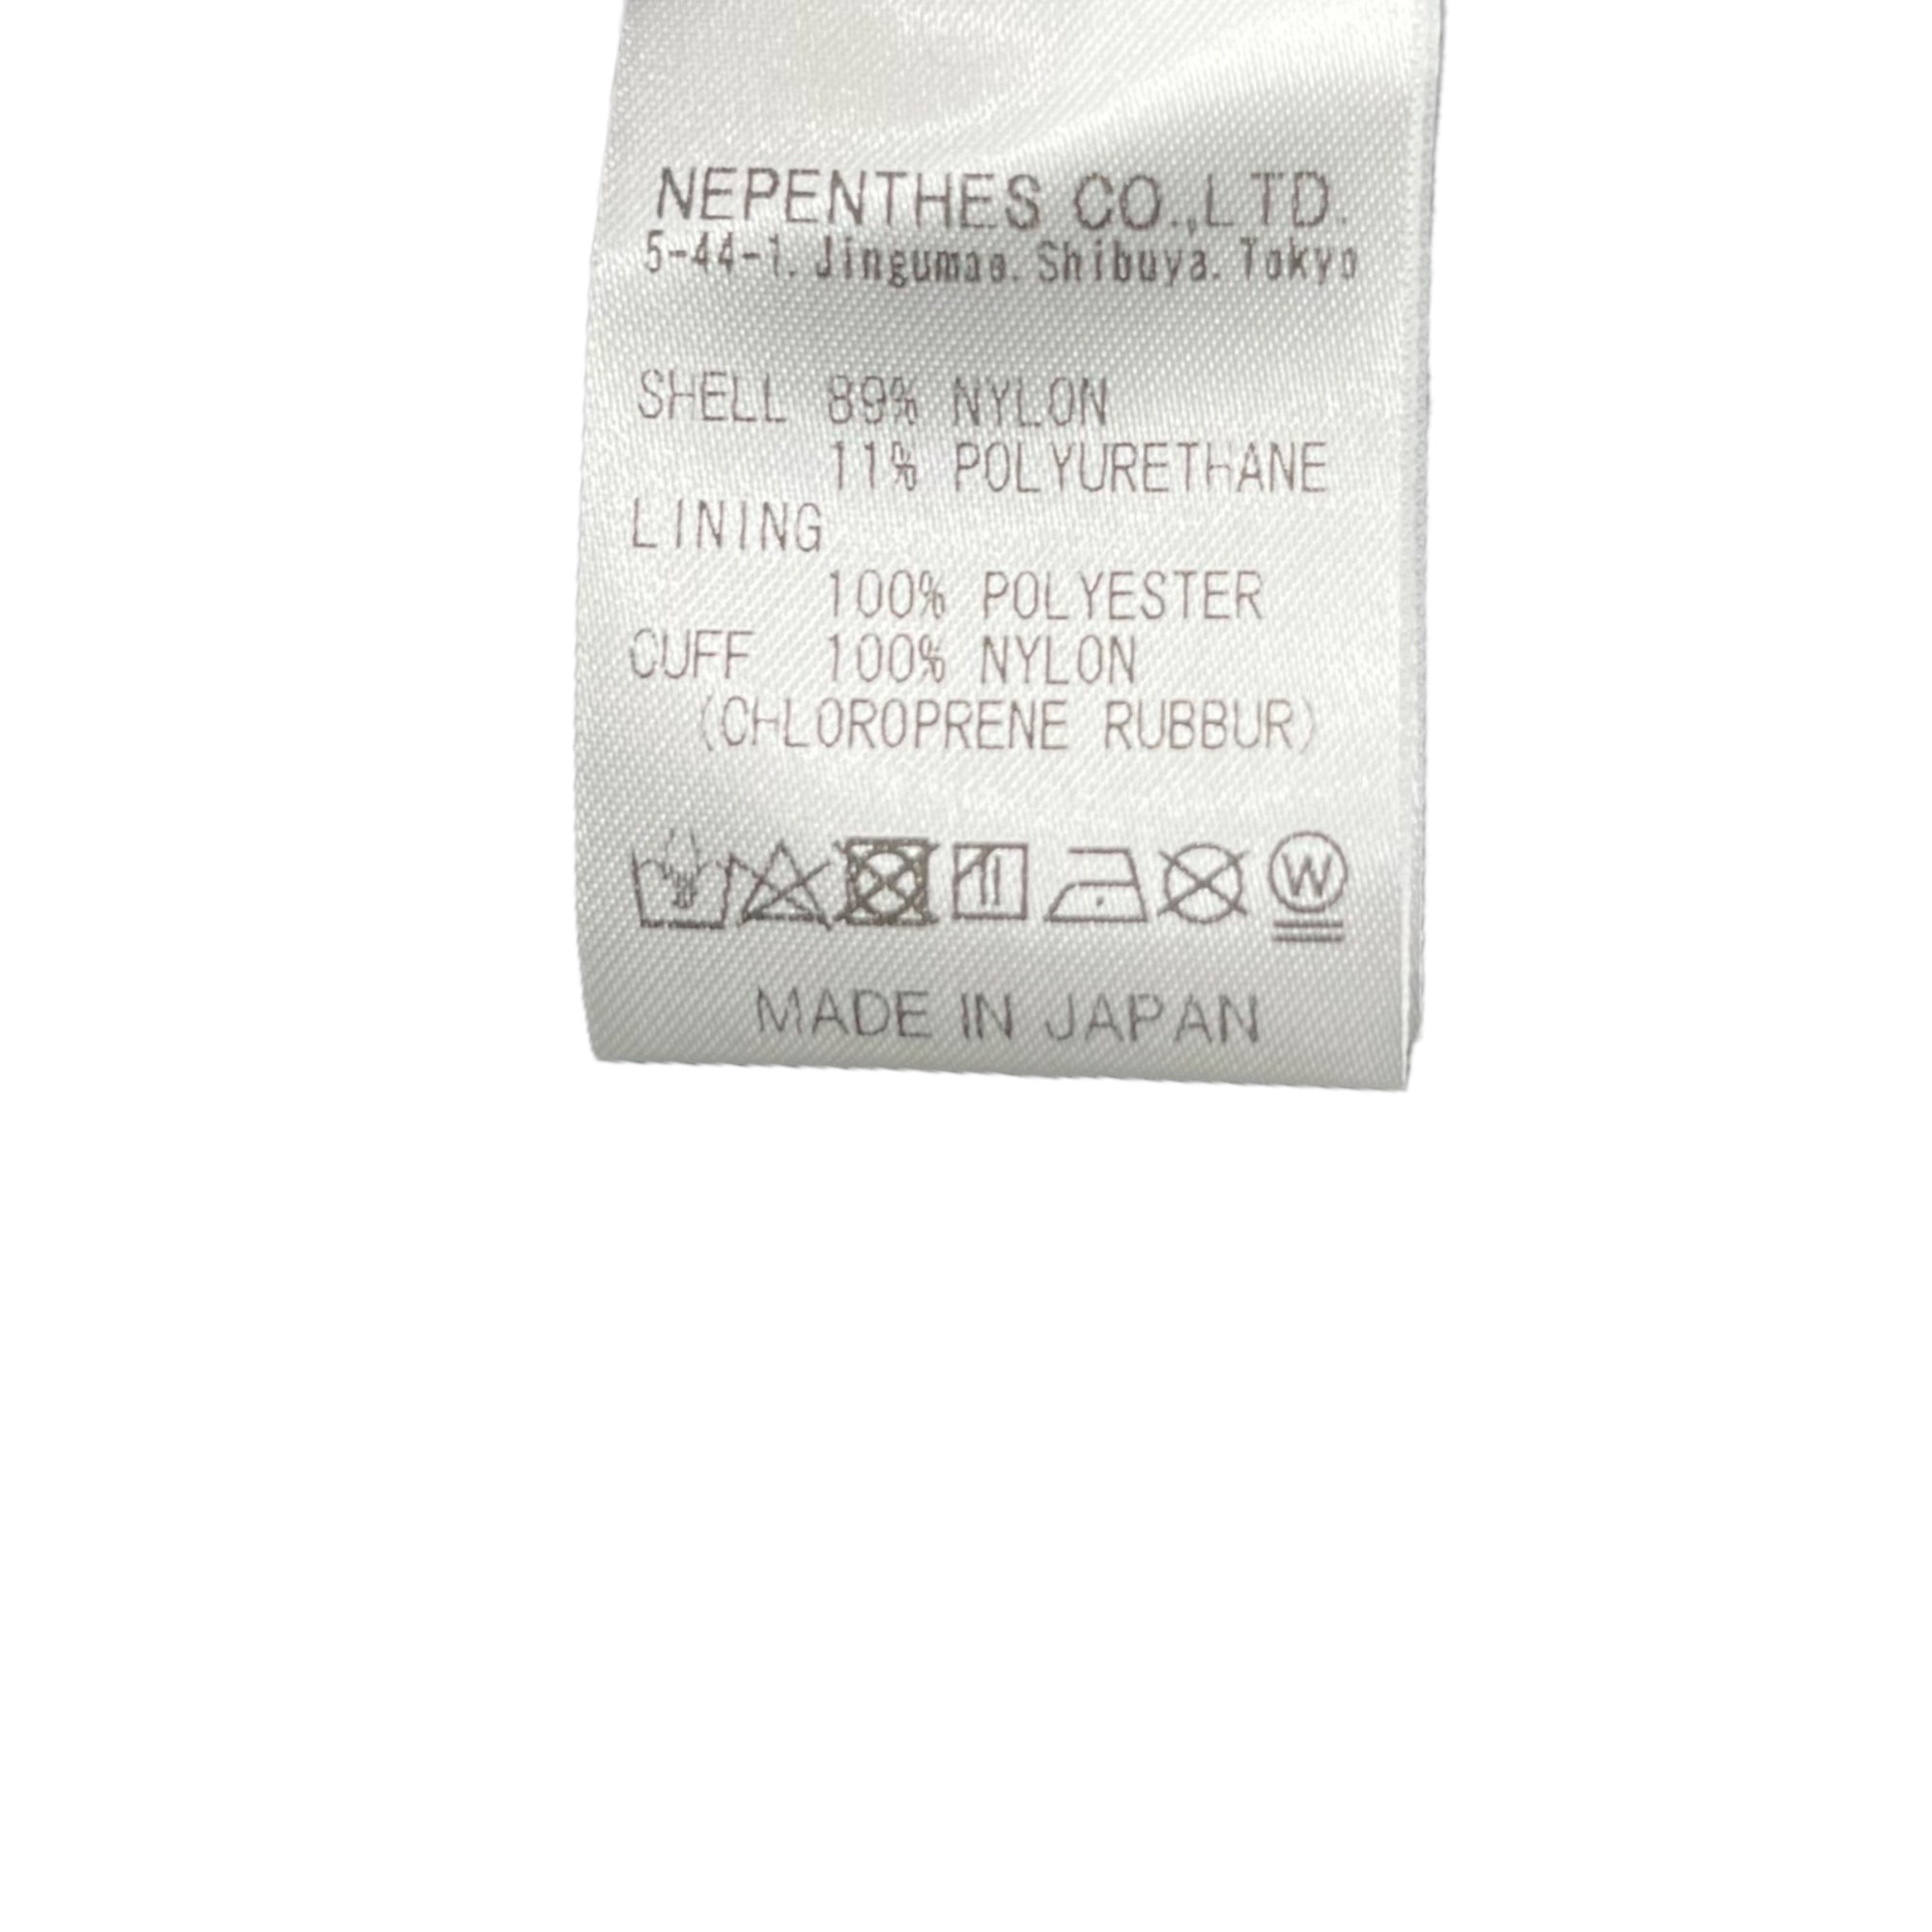 NEPENTHES CO.,LTD.
5-44-1. Jingumae. Shibuya. Tokyo
SHELL 89% NYLON
11% POLYURETHANE
LINING
100% POLYESTER
CUFF 100% NYLON
(CHLOROPRENE RUBBUR)
W
MADE IN JAPAN